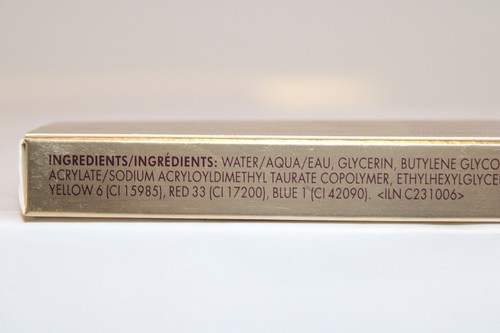 INGREDIENTS/INGRÉDIENTS: WATER/AQUA/EAU, GLYCERIN, BUTYLENE GLYCO
ACRYLATE/SODIUM ACRYLOYLDIMETHYL TAURATE COPOLYMER, ETHYLHEXYLGLYCE
YELLOW 6 (CI 15985), RED 33 (CI 17200), BLUE 1 (CI 42090). <ILN C231006>